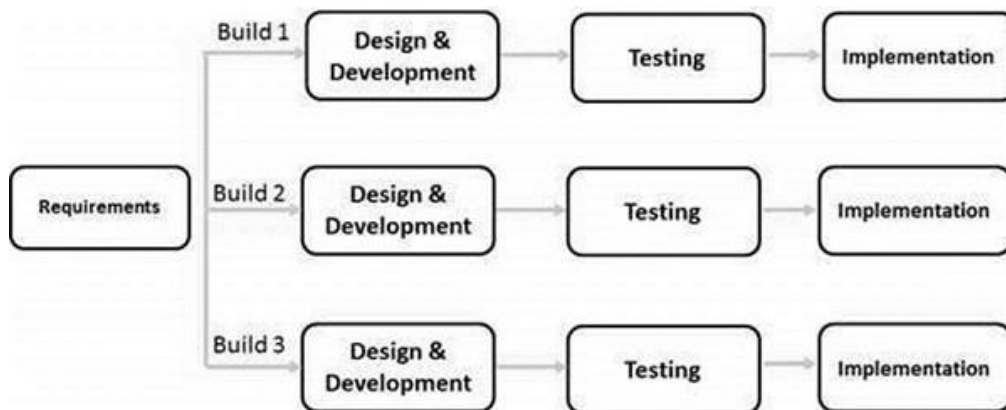 Build 1
Design &
Development
Testing
Implementation
Requirements
Build 2
Design &
Development
Testing
Implementation
Build 3
Design &
Development
Testing
Implementation